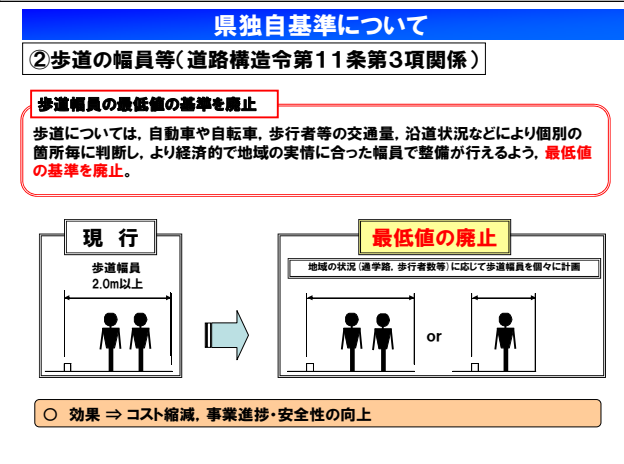 県独自基準について
②歩道の幅員等（道路構造令第１１条第３項関係）
歩道幅員の最低値の基準を廃止
歩道については，自動車や自転車，歩行者等の交通量，沿道状況などにより個別の
箇所毎に判断し，より経済的で地域の実情に合った幅員で整備が行えるよう，最低値
の基準を廃止。
現 行
歩道幅員
2.0m以上
最低値の廃止
地域の状況（通学路，歩行者数等）に応じて歩道幅員を個々に計画
or
○ 効果 ⇒ コスト縮減，事業進捗・安全性の向上